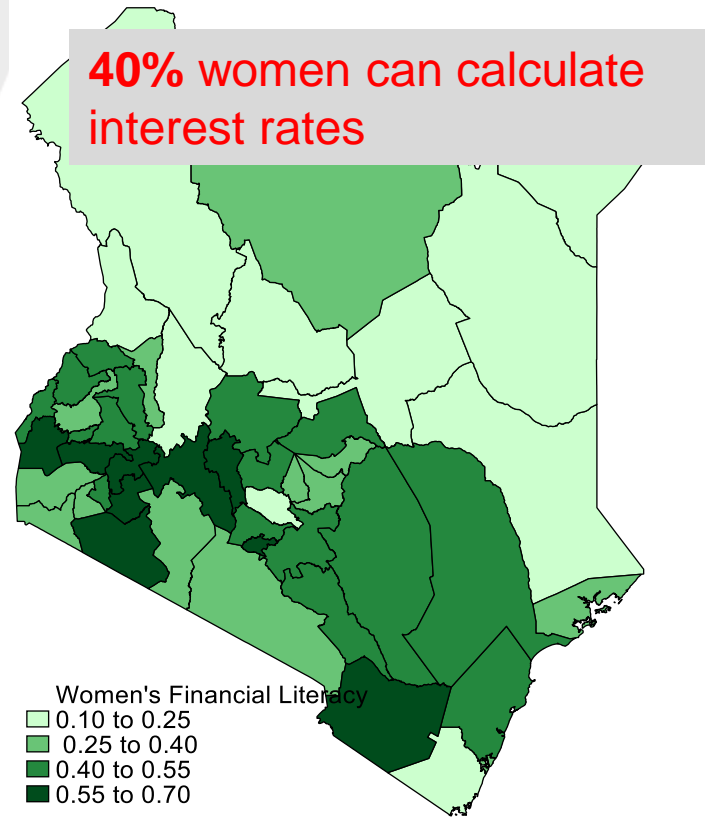 40% women can calculate
interest rates
Women's Financial Literacy
0.10 to 0.25
0.25 to 0.40
0.40 to 0.55
0.55 to 0.70